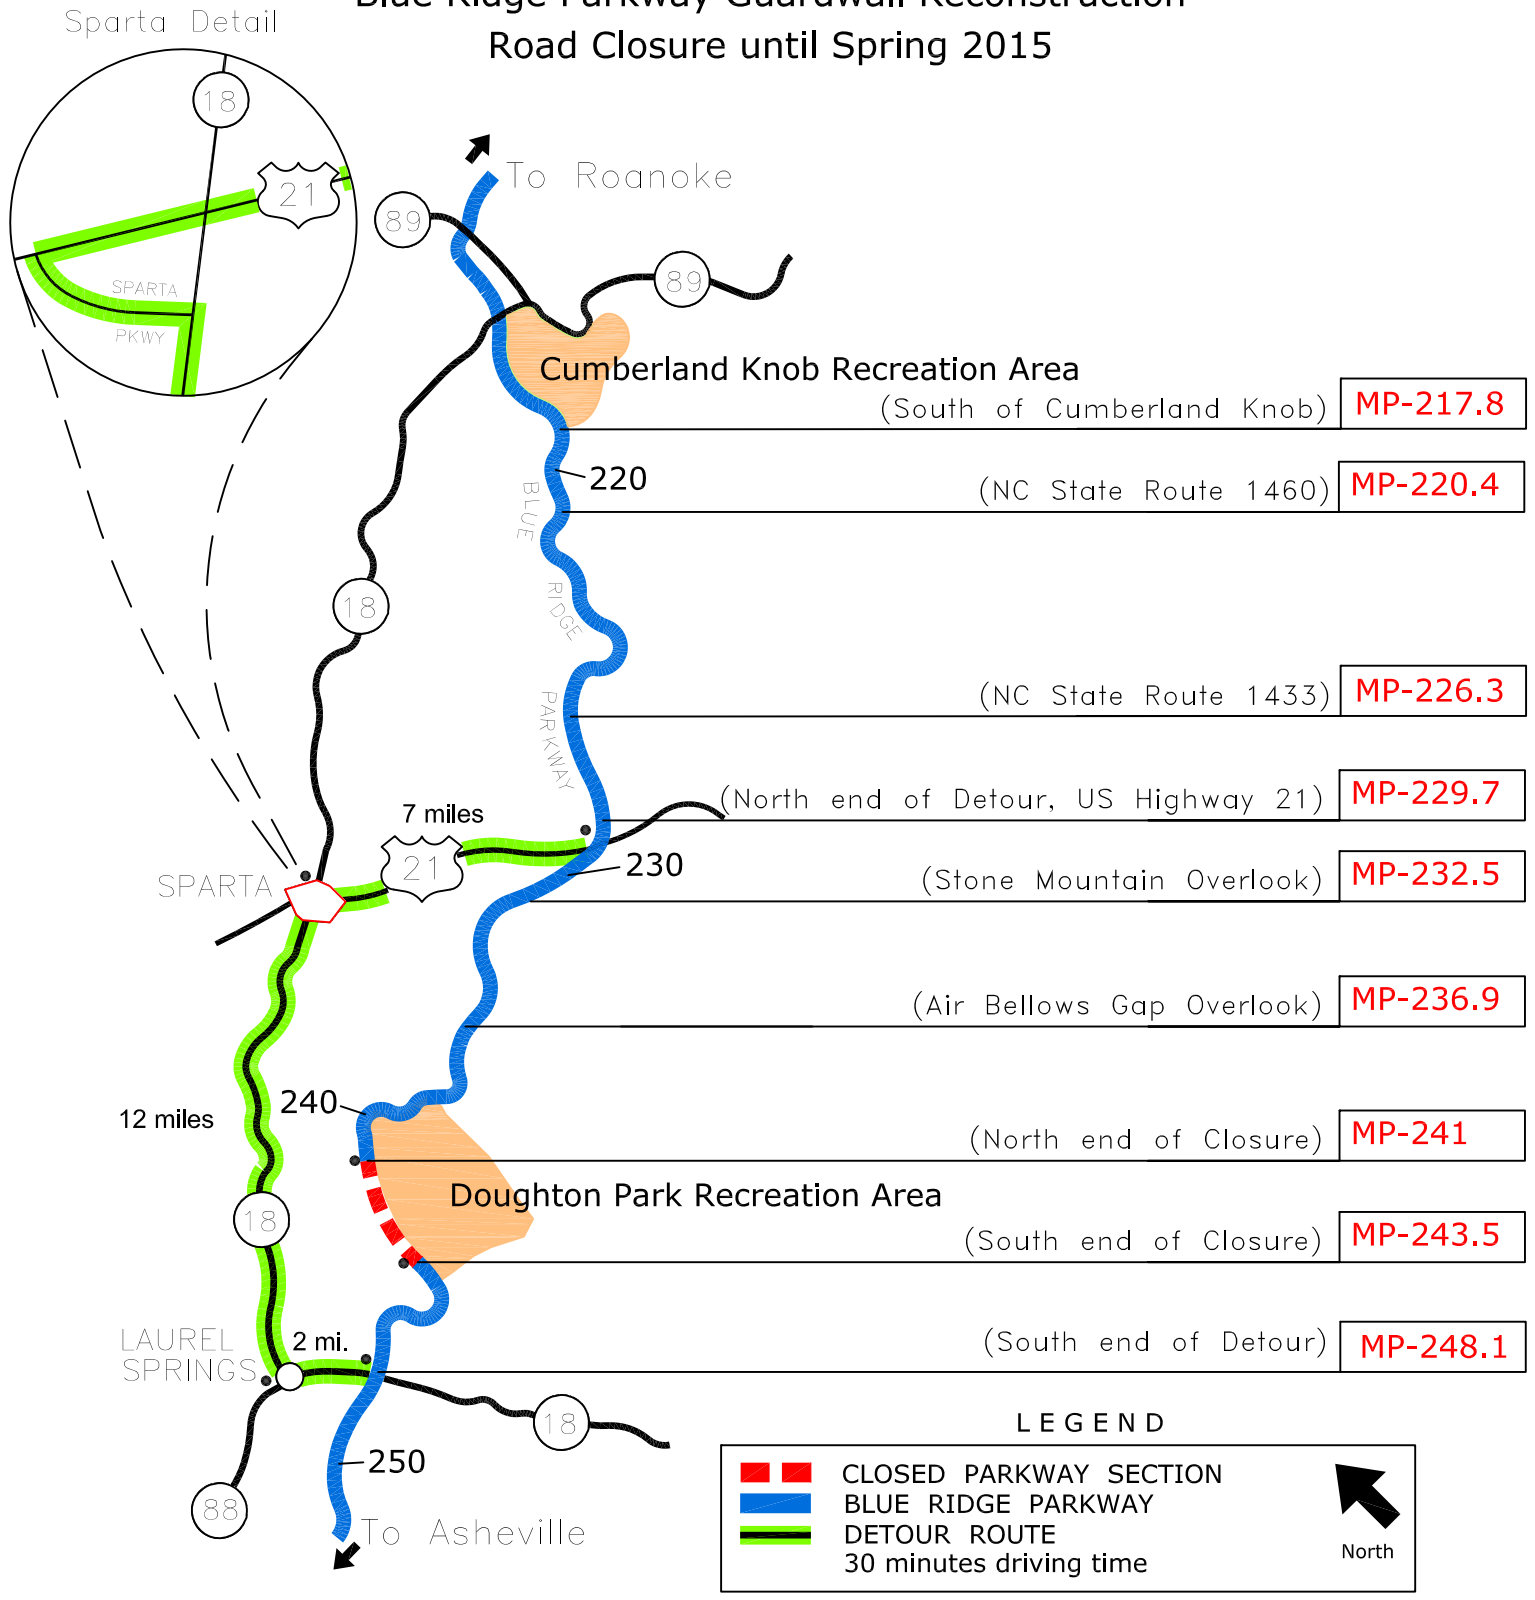 Blue Ridge Parkway Guardwall Reconstruction
Road Closure until Spring 2015
Sparta Detail
18
21
SPARTA
PKWY
To Roanoke
89
89
Cumberland Knob Recreation Area
(South of Cumberland Knob)
MP-217.8
220
BLUE
RIDGE
PARKWAY
(NC State Route 1460)
MP-220.4
18
(NC State Route 1433)
MP-226.3
7 miles
(North end of Detour, US Highway 21)
MP-229.7
21
230
SPARTA
(Stone Mountain Overlook)
MP-232.5
(Air Bellows Gap Overlook)
MP-236.9
240
12 miles
(North end of Closure)
MP-241
Doughton Park Recreation Area
18
(South end of Closure)
MP-243.5
LAUREL
SPRINGS
2 mi.
(South end of Detour)
MP-248.1
18
250
88
To Asheville
LEGEND
CLOSED PARKWAY SECTION
BLUE RIDGE PARKWAY
DETOUR ROUTE
30 minutes driving time
North